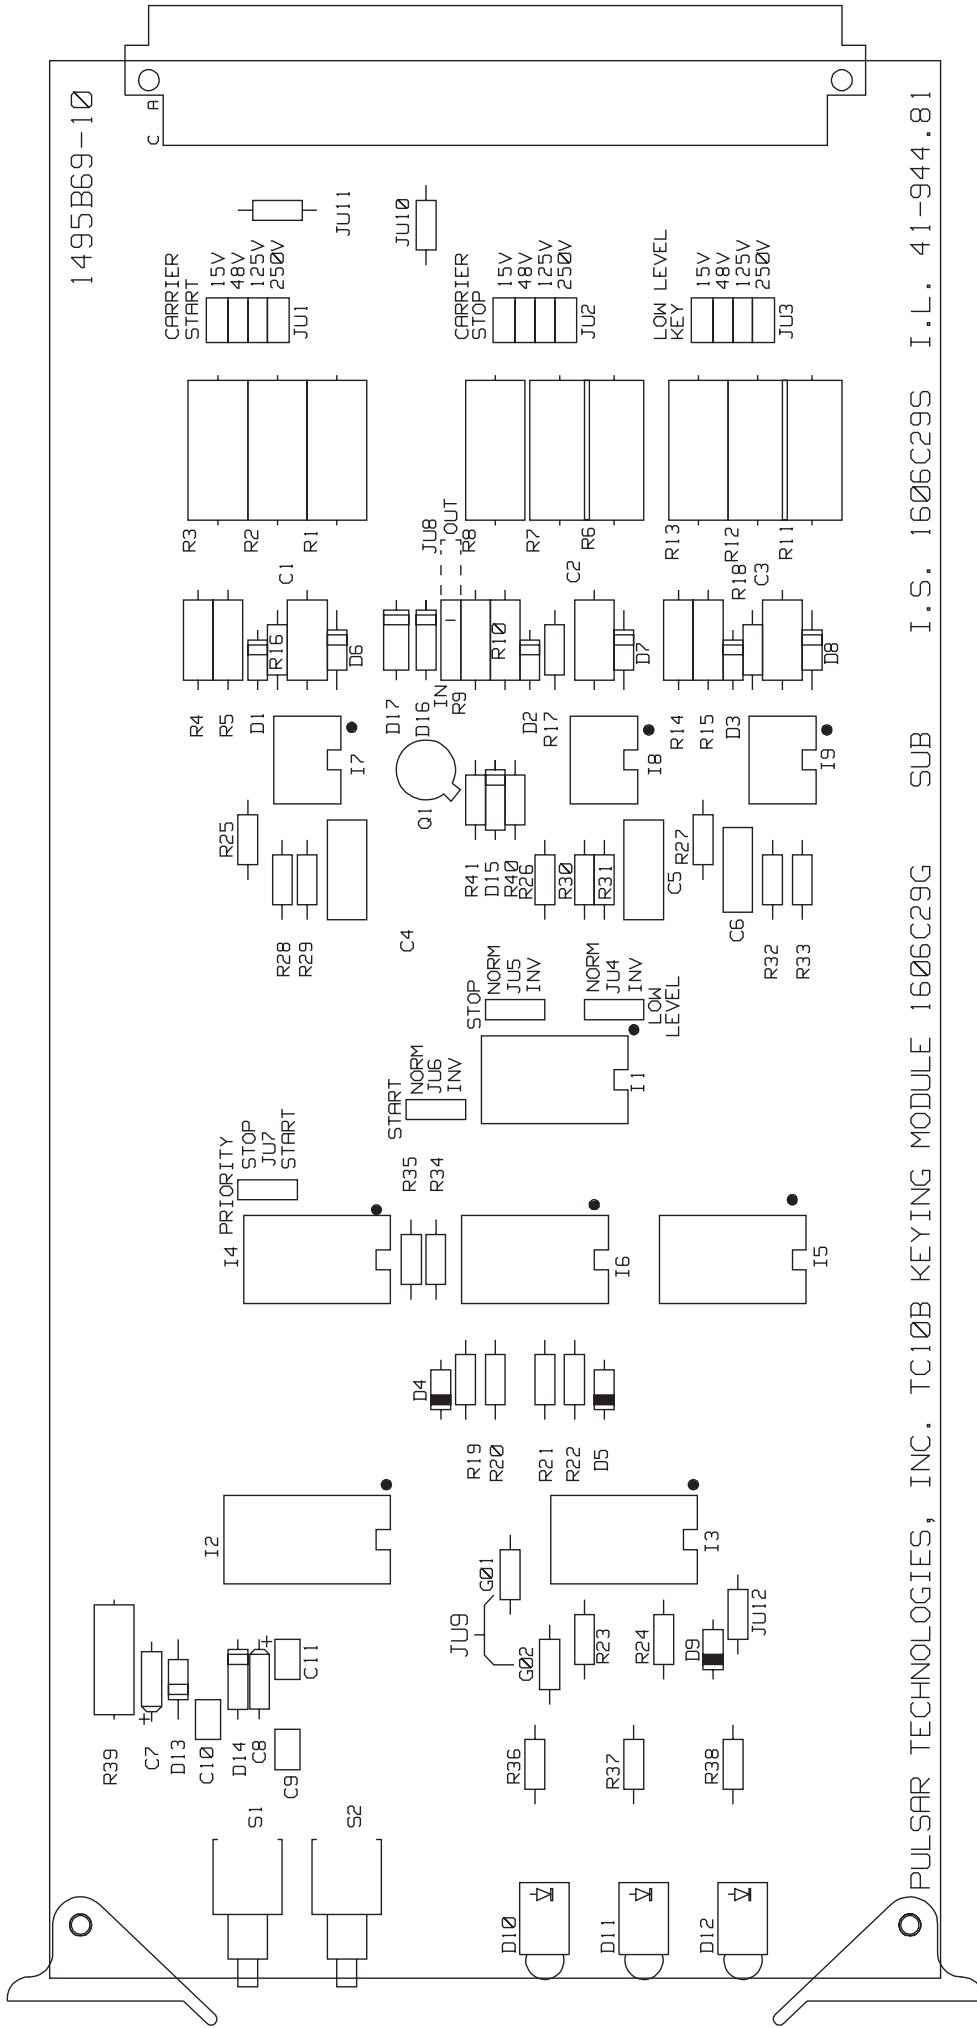 1495B69-10
C A
CARRIER
START
15V
48V
125V
250V
JU1
JU11
JU10
CARRIER
STOP
15V
48V
125V
250V
JU2
LOW LEVEL
KEY
15V
48V
125V
250V
JU3
R3
R2
R1
C1
JU8
OUT
R8
R7
R6
C2
R13
R12
R11
R18
C3
R16
D6
R10
D7
D8
IN
R9
R4
R5
D1
I7
D17
D16
Q1
D2
R17
I8
R14
R15
D3
I9
R25
R28
R29
C4
R41
D15
R40
R26
R30
R31
C5
R27
C6
R32
R33
STOP
NORM
JU5
INV
NORM
JU4
INV
LOW
LEVEL
START
NORM
JU6
INV
I1
PRIORITY
STOP
JU7
START
I4
R35
R34
I6
I5
D4
R19
R20
R21
R22
D5
I2
I3
G01
JU9
G02
R23
R24
D9
JU12
R39
+
C7
D13
C10
D14
C8
+
C11
C9
R36
R37
R38
S1
S2
D10
D11
D12
PULSAR TECHNOLOGIES, INC. TC10B KEYING MODULE 1606C29G SUB I.S. 1606C29S I.L. 41-944.81